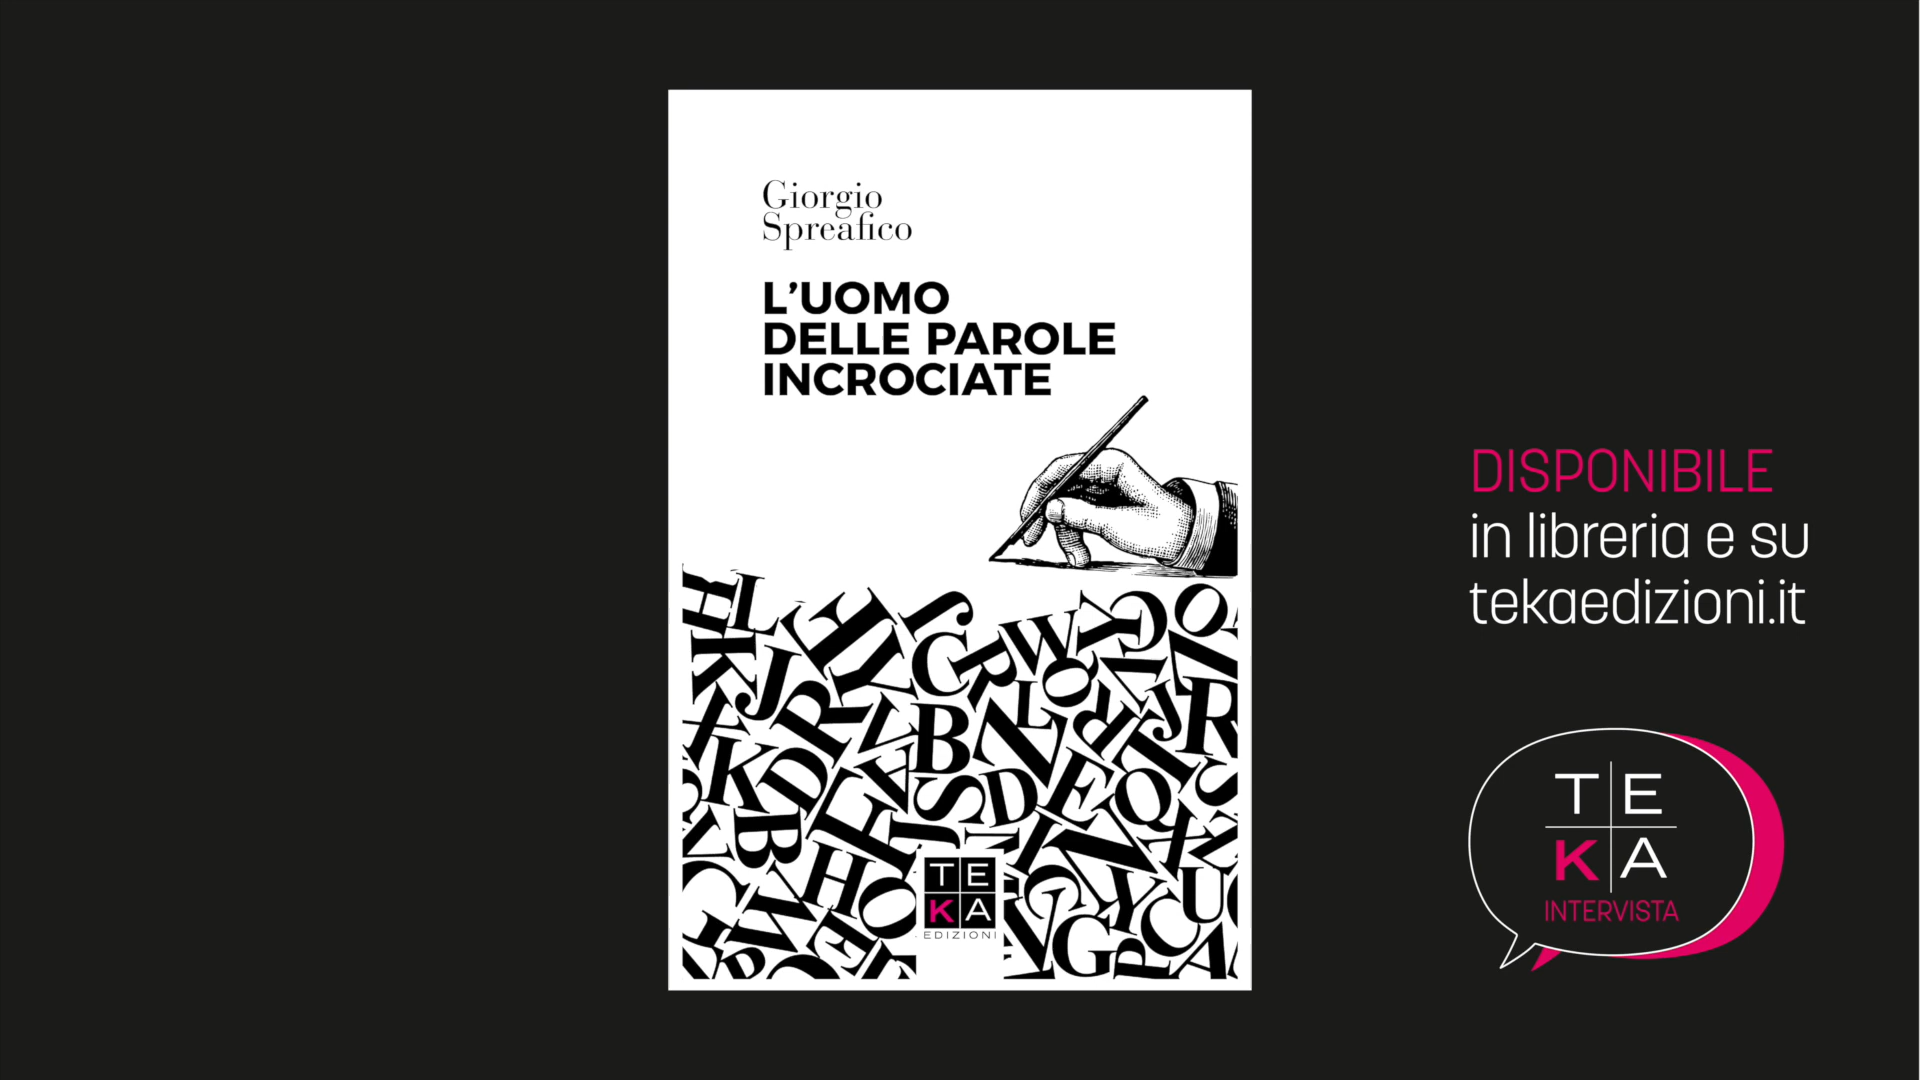 Giorgio
Spreafico
L’UOMO
DELLE PAROLE
INCROCIATE
TE
KA
EDIZIONI
DISPONIBILE
in libreria e su
tekaedizioni.it
TE
KA
INTERVISTA